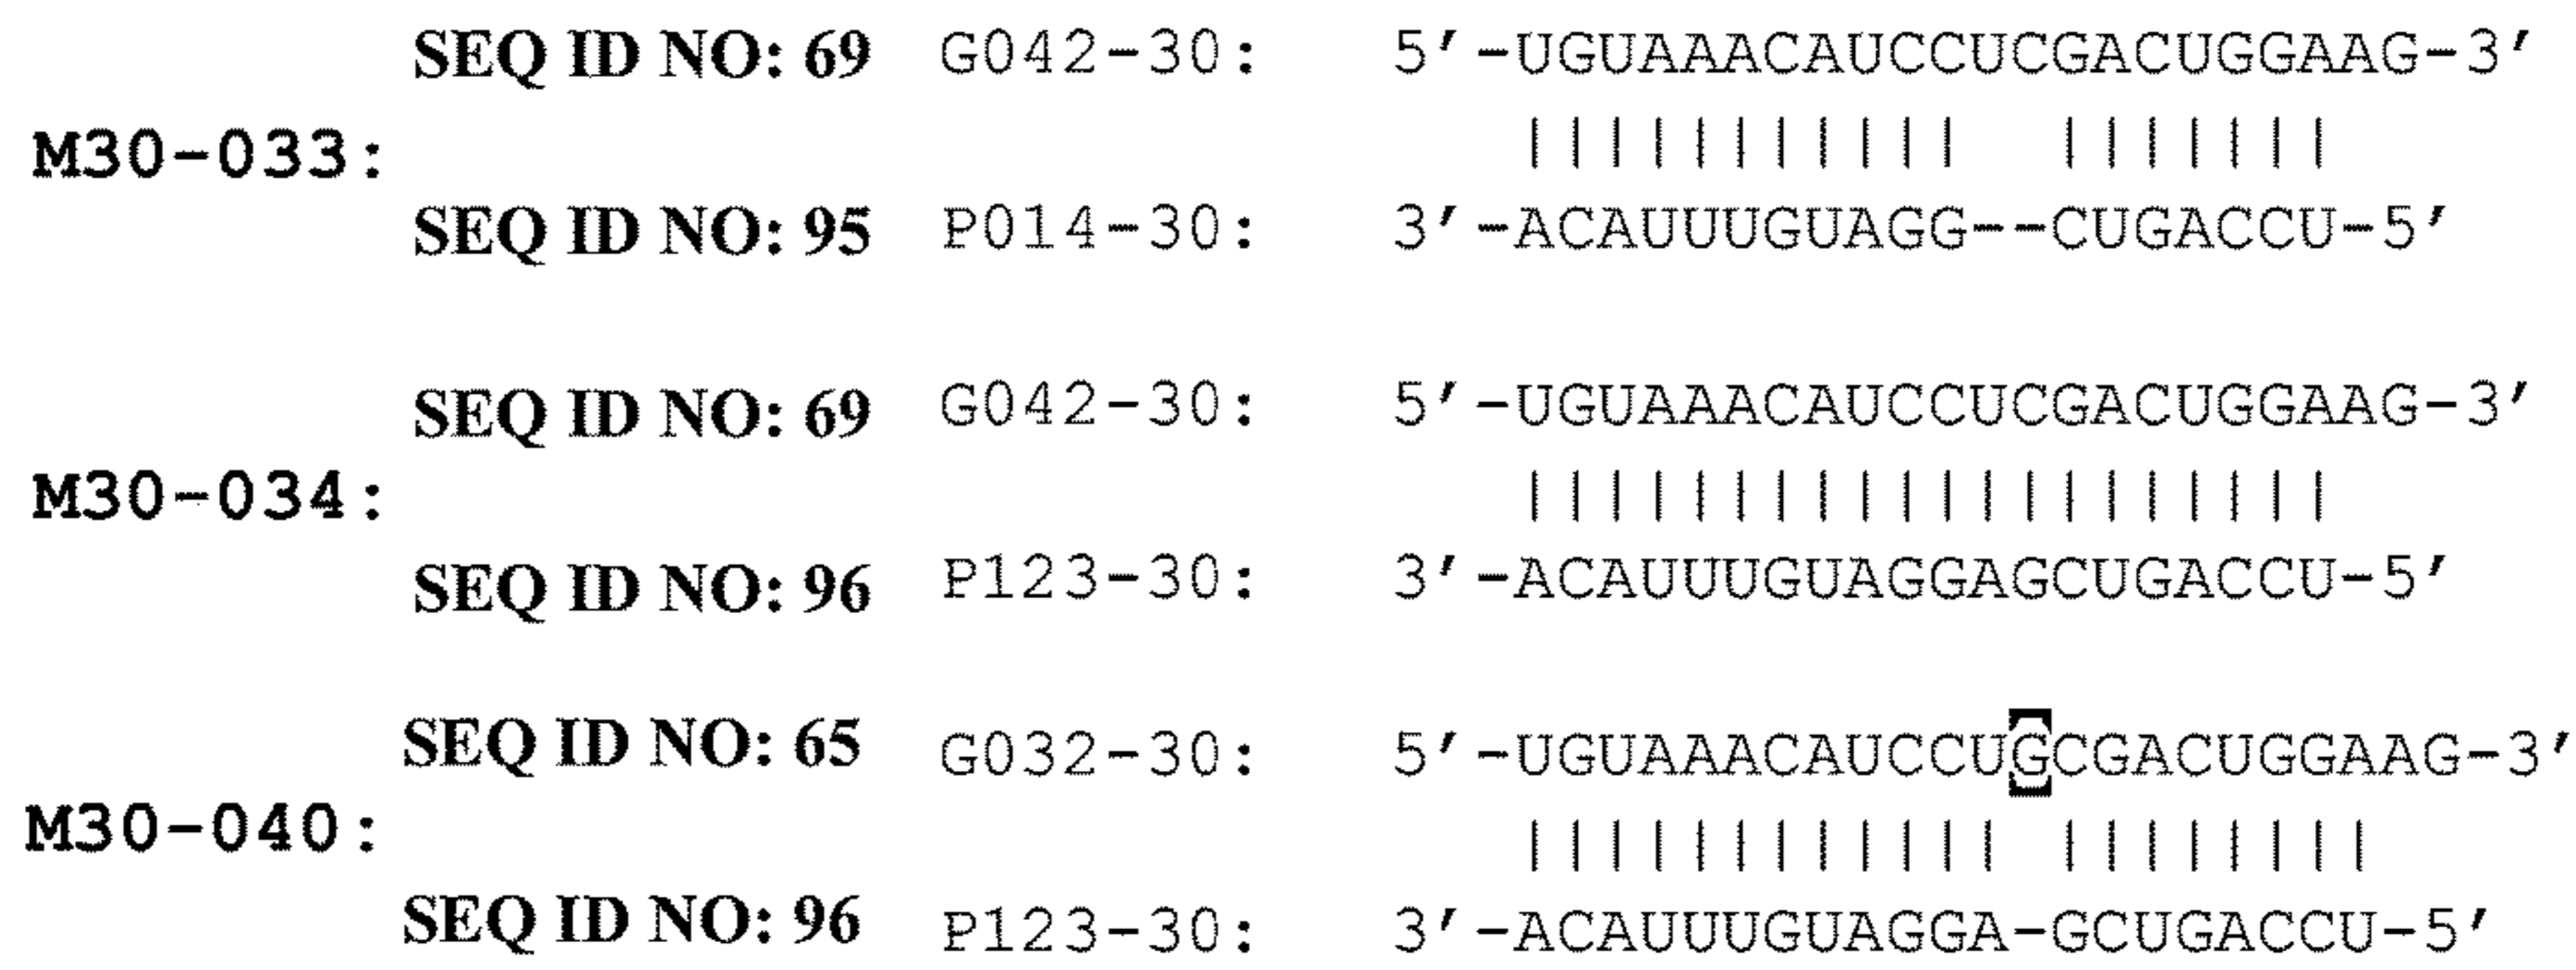 SEQ ID NO: 69 G042-30: 5'-UGUAAACAUCCUCGACUGGAAG-3'
M30-033: ||||||||||| |||||||
SEQ ID NO: 95 P014-30: 3'-ACAUUUGUAGG--CUGACCU-5'
SEQ ID NO: 69 G042-30: 5'-UGUAAACAUCCUCGACUGGAAG-3'
M30-034: ||||||||||||||||||||
SEQ ID NO: 96 P123-30: 3'-ACAUUUGUAGGAGCUGACCU-5'
SEQ ID NO: 65 G032-30: 5'-UGUAAACAUCCUGCGACUGGAAG-3'
M30-040: |||||||||||| ||||||||
SEQ ID NO: 96 P123-30: 3'-ACAUUUGUAGGA-GCUGACCU-5'